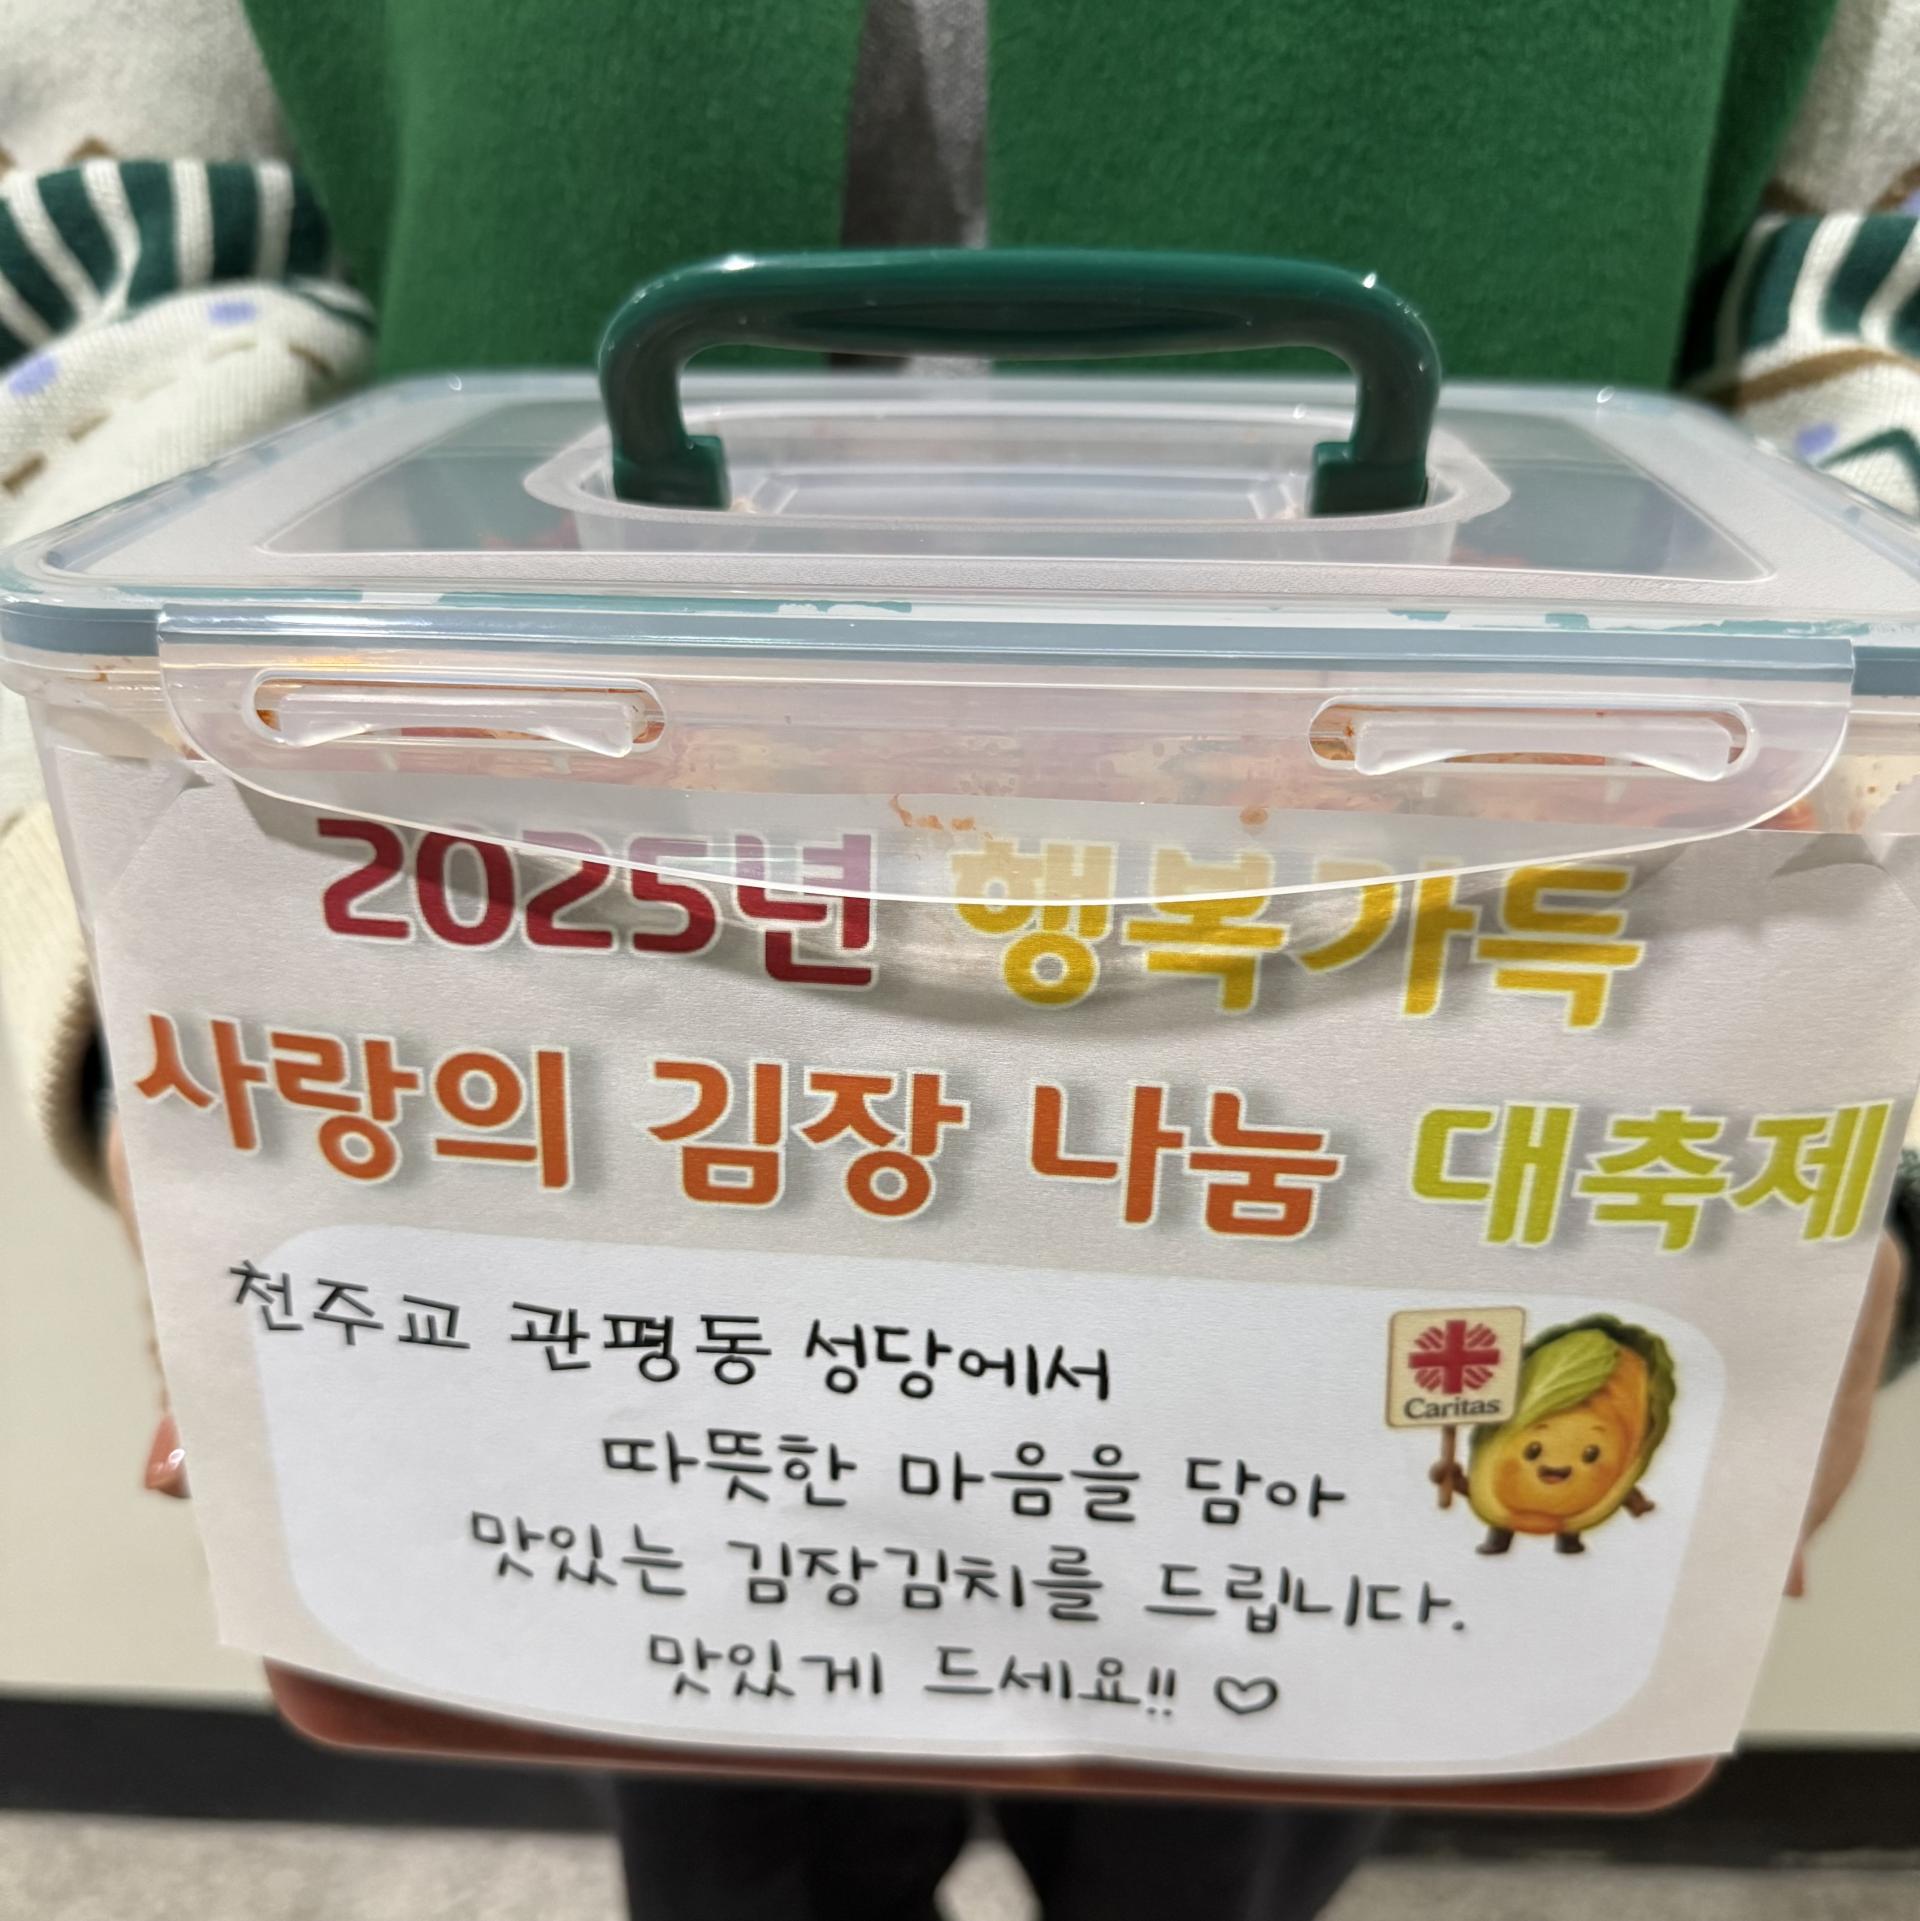 2025년 행복가득
사랑의 김장 나눔 대축제
천주교 관평동 성당에서
따뜻한 마음을 담아
맛있는 김장김치를 드립니다.
맛있게 드세요!! ♡
Caritas